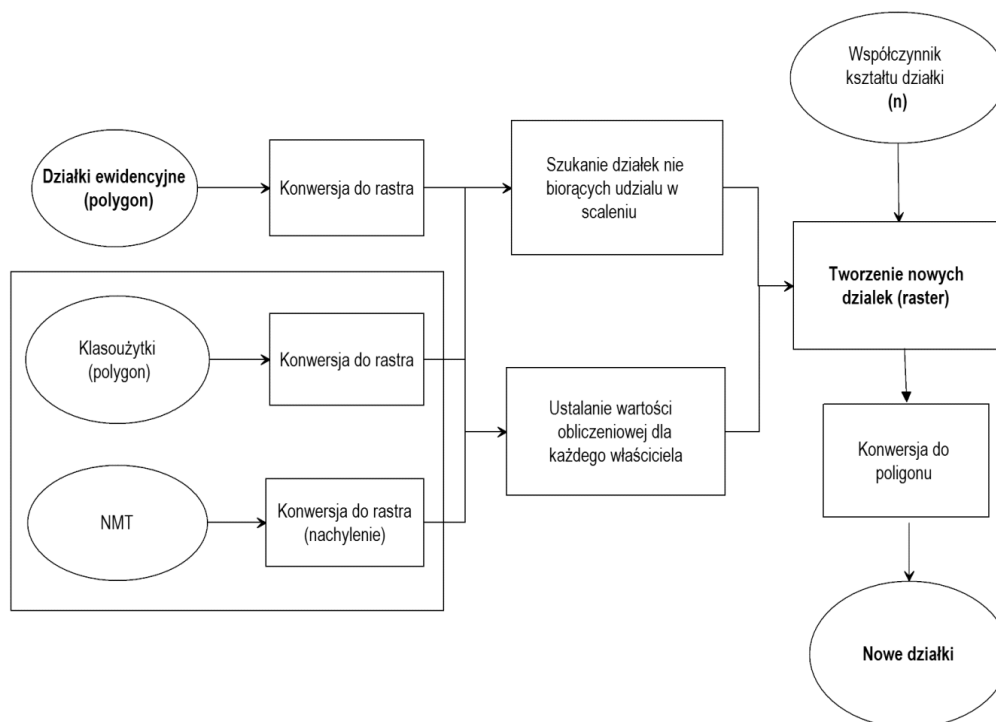 Współczynnik
kształtu działki
(n)
Działki ewidencyjne
(polygon)
Konwersja do rastra
Szukanie działek nie
biorących udzialu w
scaleniu
Tworzenie nowych
dzialek (raster)
Klasoużytki
(polygon)
Konwersja do rastra
Ustalanie wartości
obliczeniowej dla
każdego właściciela
Konwersja do
poligonu
NMT
Konwersja do rastra
(nachylenie)
Nowe działki